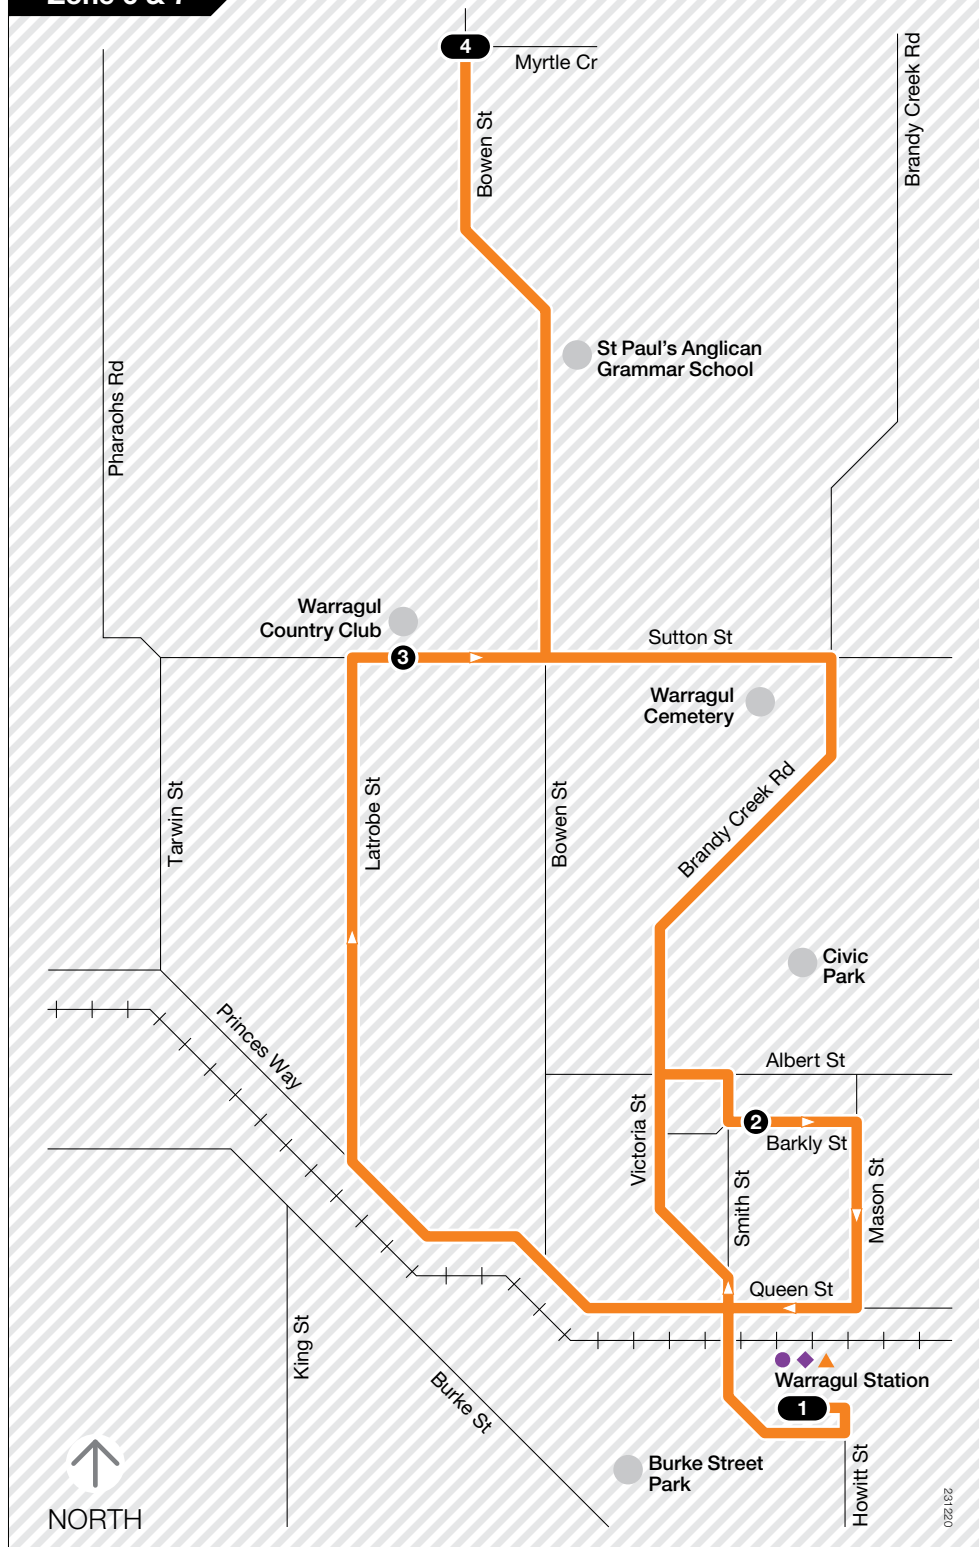 4
Myrtle Cr
Bowen St
Brandy Creek Rd
Pharaohs Rd
St Paul's Anglican
Grammar School
Warragul
Country Club
3
Sutton St
Warragul
Cemetery
Tarwin St
Latrobe St
Bowen St
Brandy Creek Rd
Civic
Park
Princes Way
Albert St
Victoria St
2
Barkly St
Smith St
Mason St
Queen St
King St
Burke St
Warragul Station
1
Burke Street
Park
Howitt St
NORTH
231220